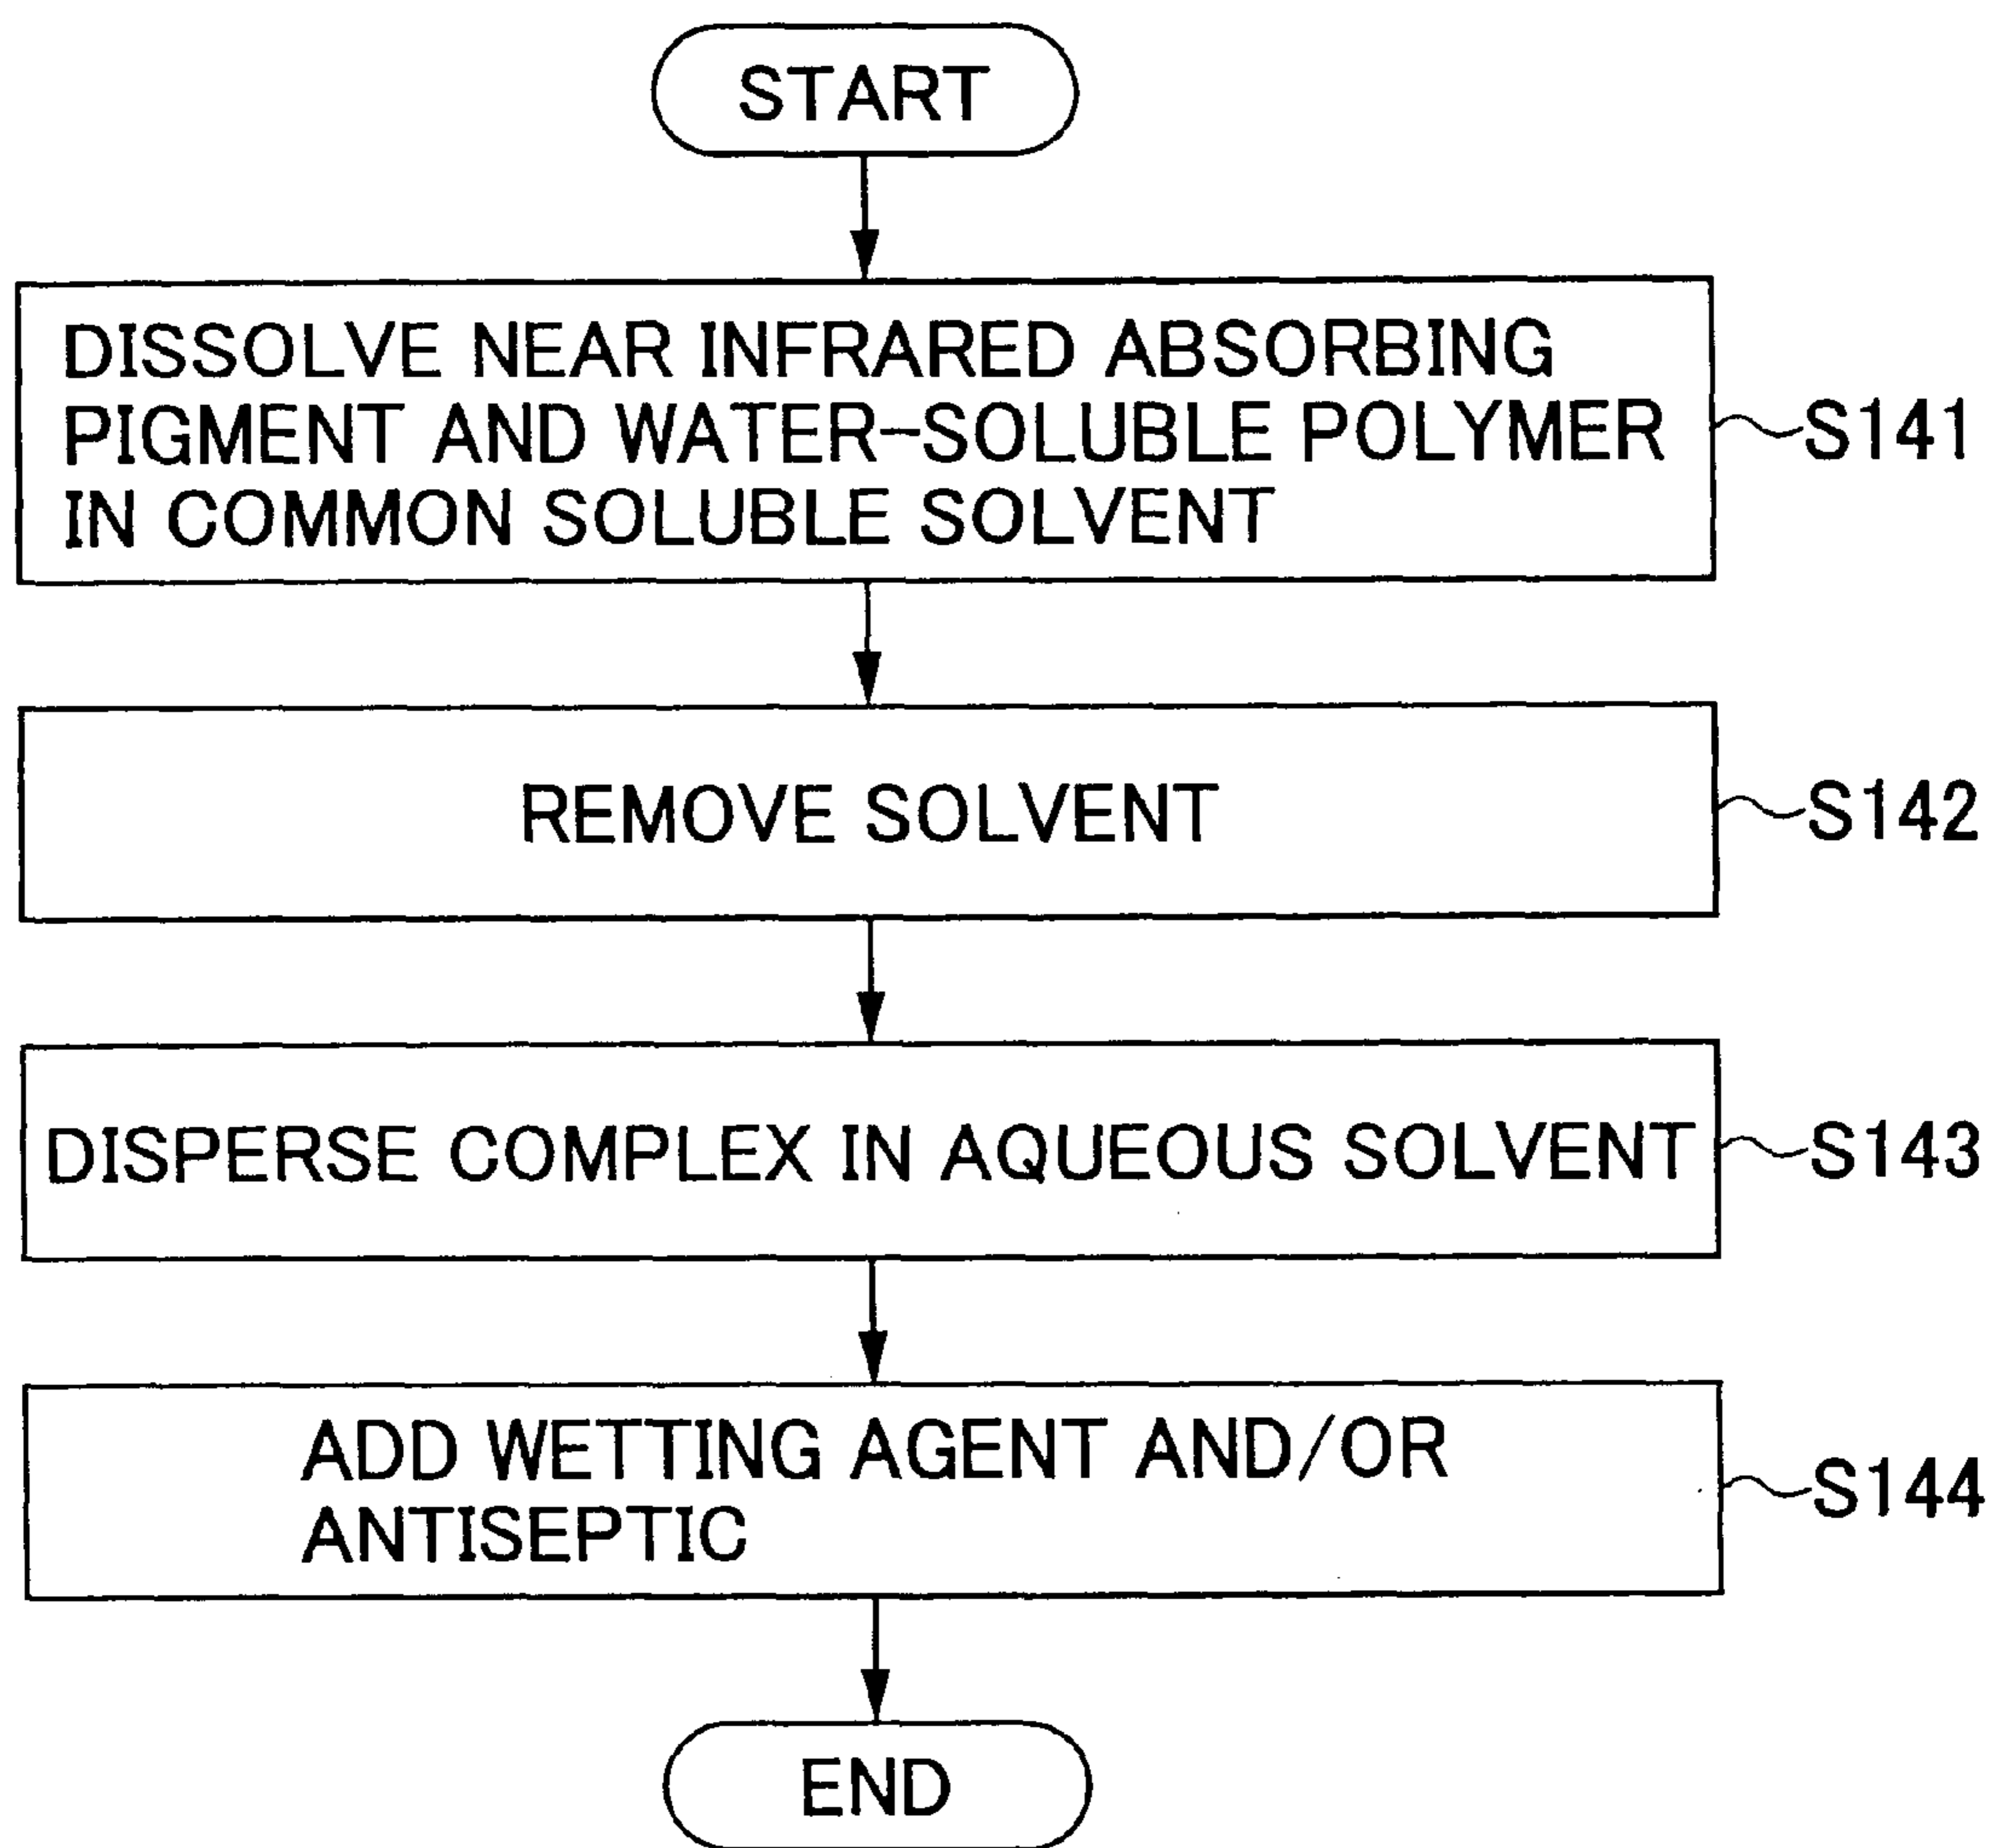 START
DISSOLVE NEAR INFRARED ABSORBING
PIGMENT AND WATER-SOLUBLE POLYMER
IN COMMON SOLUBLE SOLVENT
S141
REMOVE SOLVENT
S142
DISPERSE COMPLEX IN AQUEOUS SOLVENT
S143
ADD WETTING AGENT AND/OR
ANTISEPTIC
S144
END